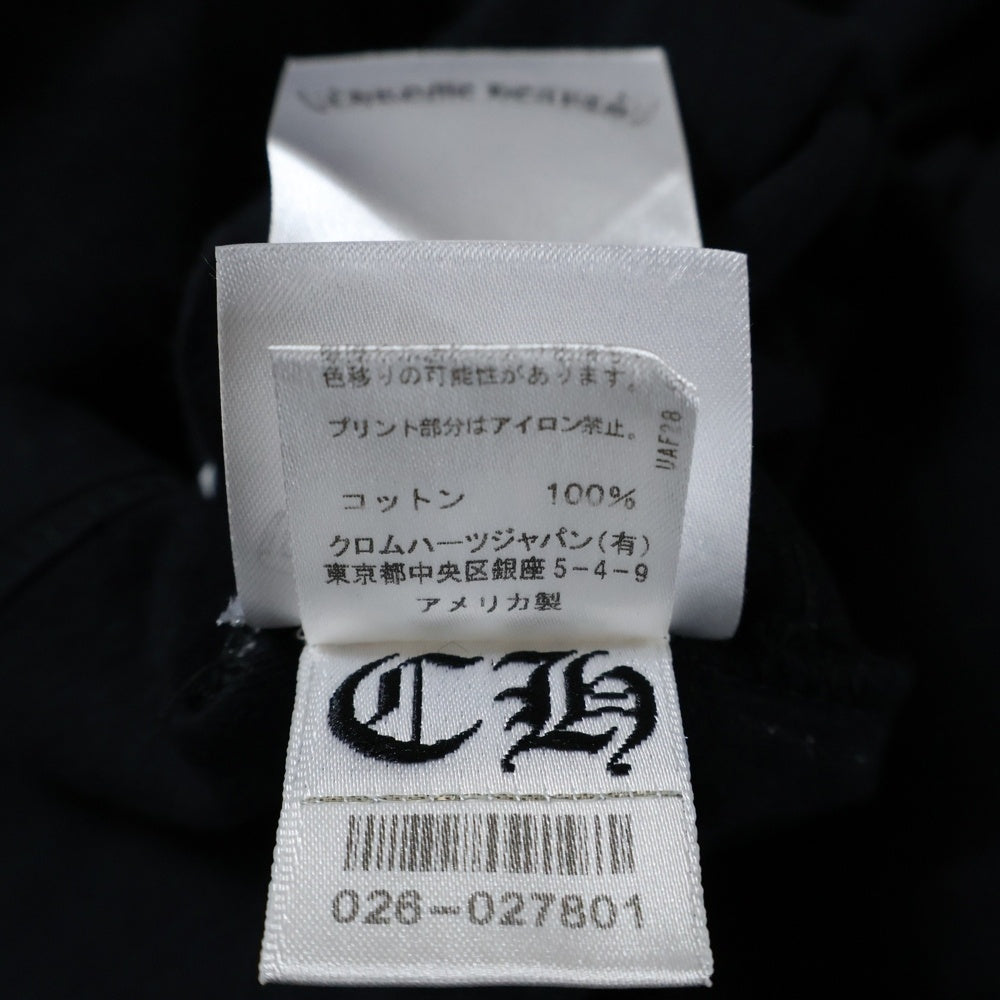 CHROME HEARTS
色移りの可能性があります。
プリント部分はアイロン禁止。
UAF28
コットン 100%
クロムハーツジャパン(有)
東京都中央区銀座5-4-9
アメリカ製
CH
026-027801